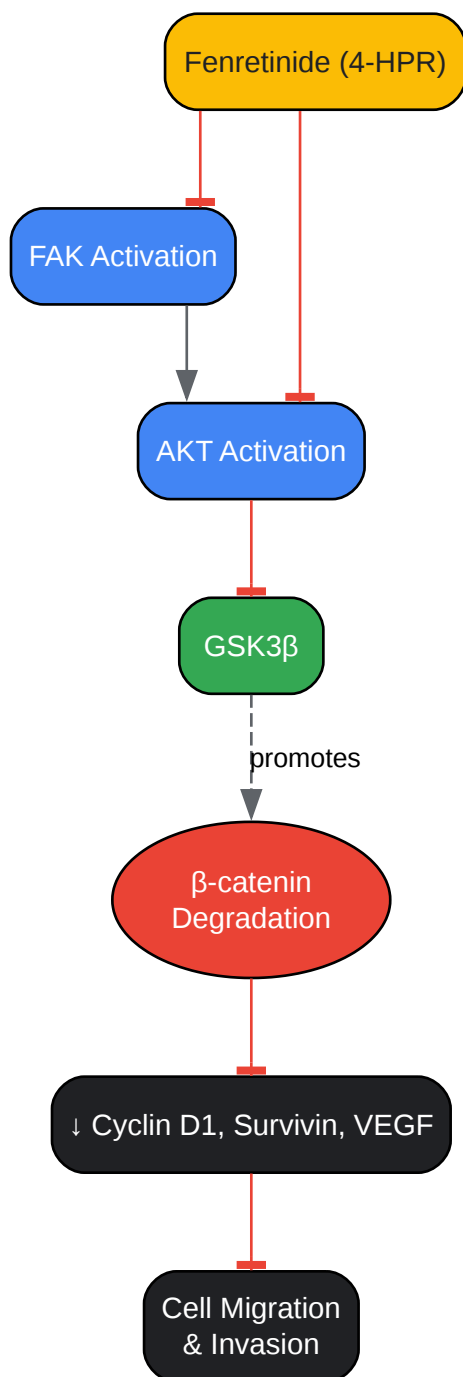 Fenretinide (4-HPR)
FAK Activation
AKT Activation
GSK3β
promotes
β-catenin
Degradation
↓ Cyclin D1, Survivin, VEGF
Cell Migration
& Invasion